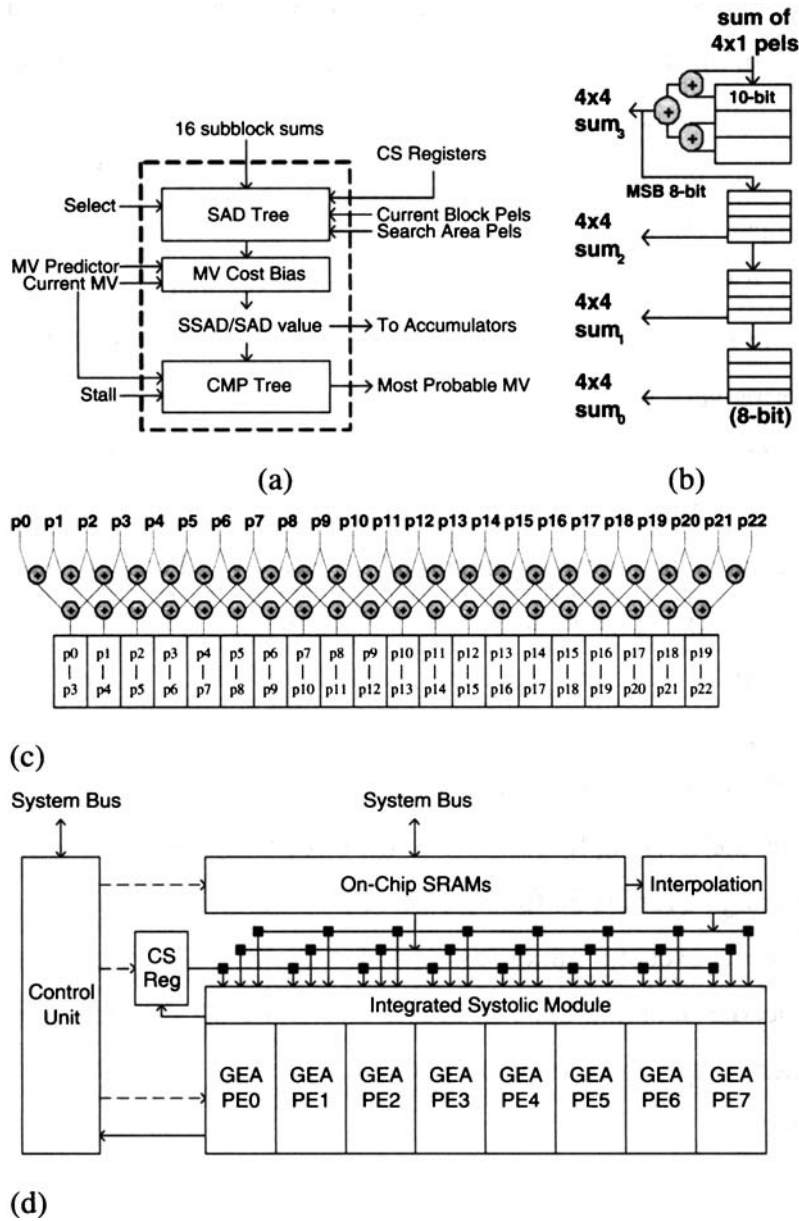 16 subblock sums
CS Registers
Select
SAD Tree
Current Block Pels
Search Area Pels
MV Predictor
Current MV
MV Cost Bias
SSAD/SAD value
To Accumulators
Stall
CMP Tree
Most Probable MV
(a)
sum of
4x1 pels
10-bit
4x4
sum3
MSB 8-bit
4x4
sum2
4x4
sum1
4x4
sum0
(8-bit)
(b)
p0 p1 p2 p3 p4 p5 p6 p7 p8 p9 p10 p11 p12 p13 p14 p15 p16 p17 p18 p19 p20 p21 p22
+ + + + + + + + + + + + + + + + + +
p0 p1 p2 p3 p4 p5 p6 p7 p8 p9 p10 p11 p12 p13 p14 p15 p16 p17 p18 p19
p3 p4 p5 p6 p7 p8 p9 p10 p11 p12 p13 p14 p15 p16 p17 p18 p19 p20 p21 p22
(c)
System Bus
System Bus
On-Chip SRAMs
Interpolation
CS
Reg
Control
Unit
Integrated Systolic Module
GEA GEA GEA GEA GEA GEA GEA GEA
PE0 PE1 PE2 PE3 PE4 PE5 PE6 PE7
(d)